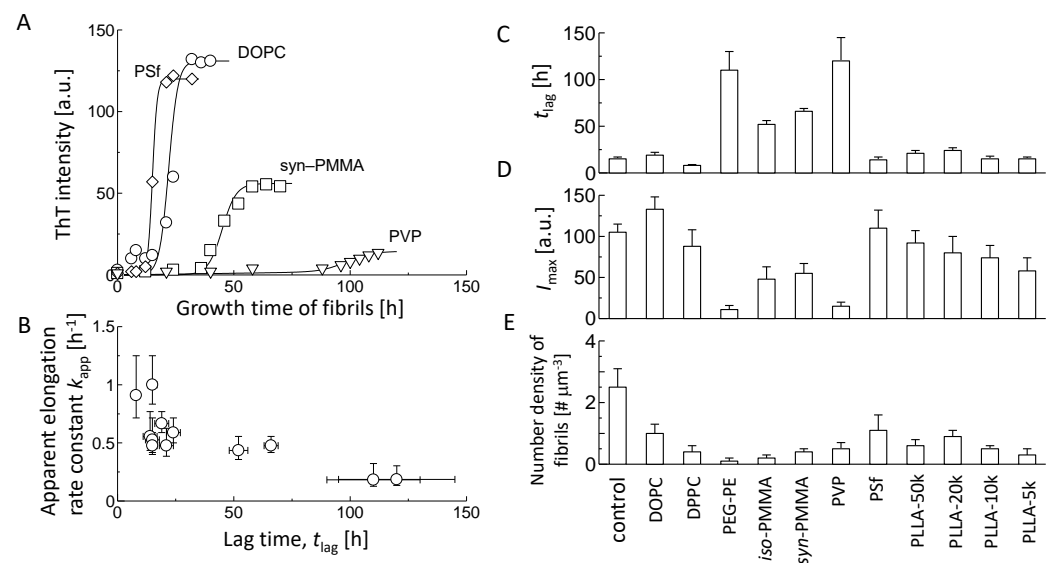 A
150
100
50
0
ThT intensity [a.u.]
PSf
DOPC
syn–PMMA
PVP
0 50 100 150
Growth time of fibrils [h]
B
1.5
1
0.5
0
Apparent elongation
rate constant kapp [h-1]
0 50 100 150
Lag time, tlag [h]
C
150
100
50
0
tlag [h]
D
150
100
50
0
Imax [a.u.]
E
4
2
0
Number density of
fibrils [# μm-3]
control
DOPC
DPPC
PEG-PE
iso-PMMA
syn-PMMA
PVP
PSf
PLLA-50k
PLLA-20k
PLLA-10k
PLLA-5k